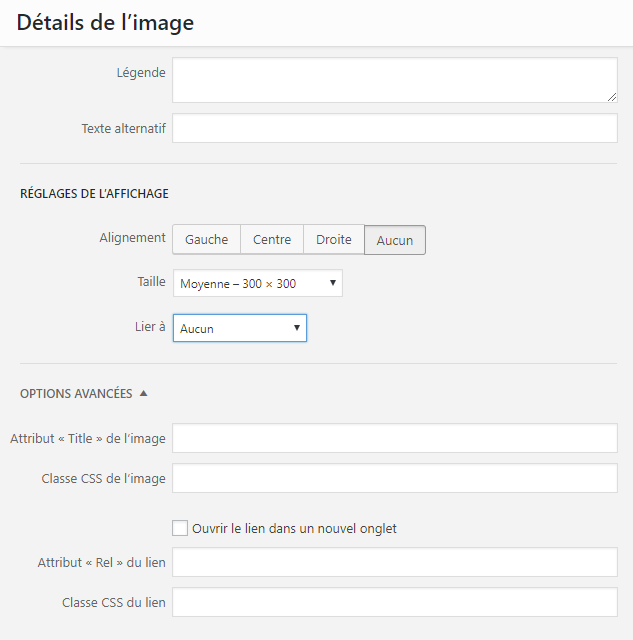 Détails de l’image
Légende
Texte alternatif
RÉGLAGES DE L’AFFICHAGE
Alignement Gauche Centre Droite Aucun
Taille Moyenne – 300 × 300
Lier à Aucun
OPTIONS AVANCÉES
Attribut « Title » de l’image
Classe CSS de l’image
Ouvrir le lien dans un nouvel onglet
Attribut « Rel » du lien
Classe CSS du lien